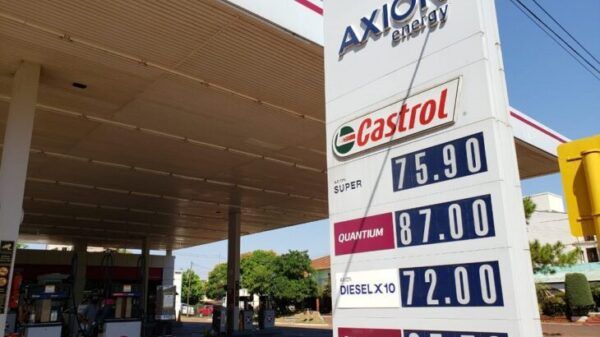 AXION
energy
Castrol
SUPER
75.90
QUANTIUM
87.00
DIESEL X10
72.00